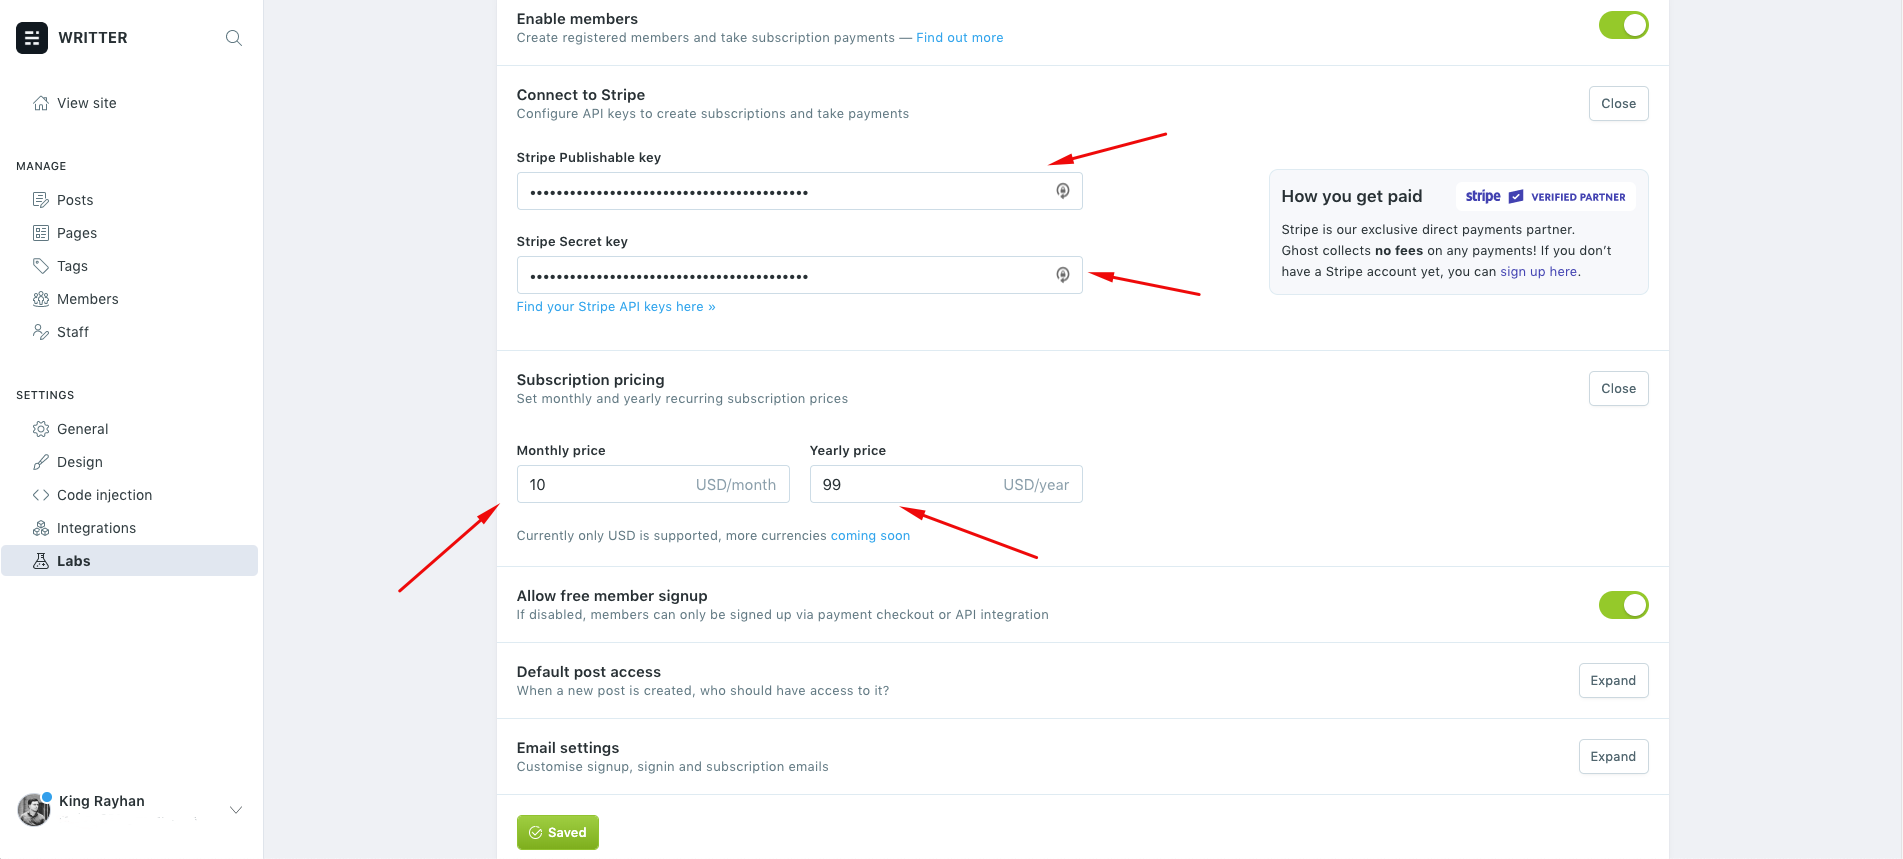 WRITTER
View site
MANAGE
Posts
Pages
Tags
Members
Staff
SETTINGS
General
Design
Code injection
Integrations
Labs
King Rayhan
Enable members
Create registered members and take subscription payments — Find out more
Connect to Stripe
Configure API keys to create subscriptions and take payments
Close
Stripe Publishable key
••••••••••••••••••••••••••••••••••••••••••
Stripe Secret key
••••••••••••••••••••••••••••••••••••••••••
Find your Stripe API keys here »
How you get paid
stripe VERIFIED PARTNER
Stripe is our exclusive direct payments partner.
Ghost collects no fees on any payments! If you don’t
have a Stripe account yet, you can sign up here.
Subscription pricing
Set monthly and yearly recurring subscription prices
Close
Monthly price
10 USD/month
Yearly price
99 USD/year
Currently only USD is supported, more currencies coming soon
Allow free member signup
If disabled, members can only be signed up via payment checkout or API integration
Default post access
When a new post is created, who should have access to it?
Expand
Email settings
Customise signup, signin and subscription emails
Expand
Saved